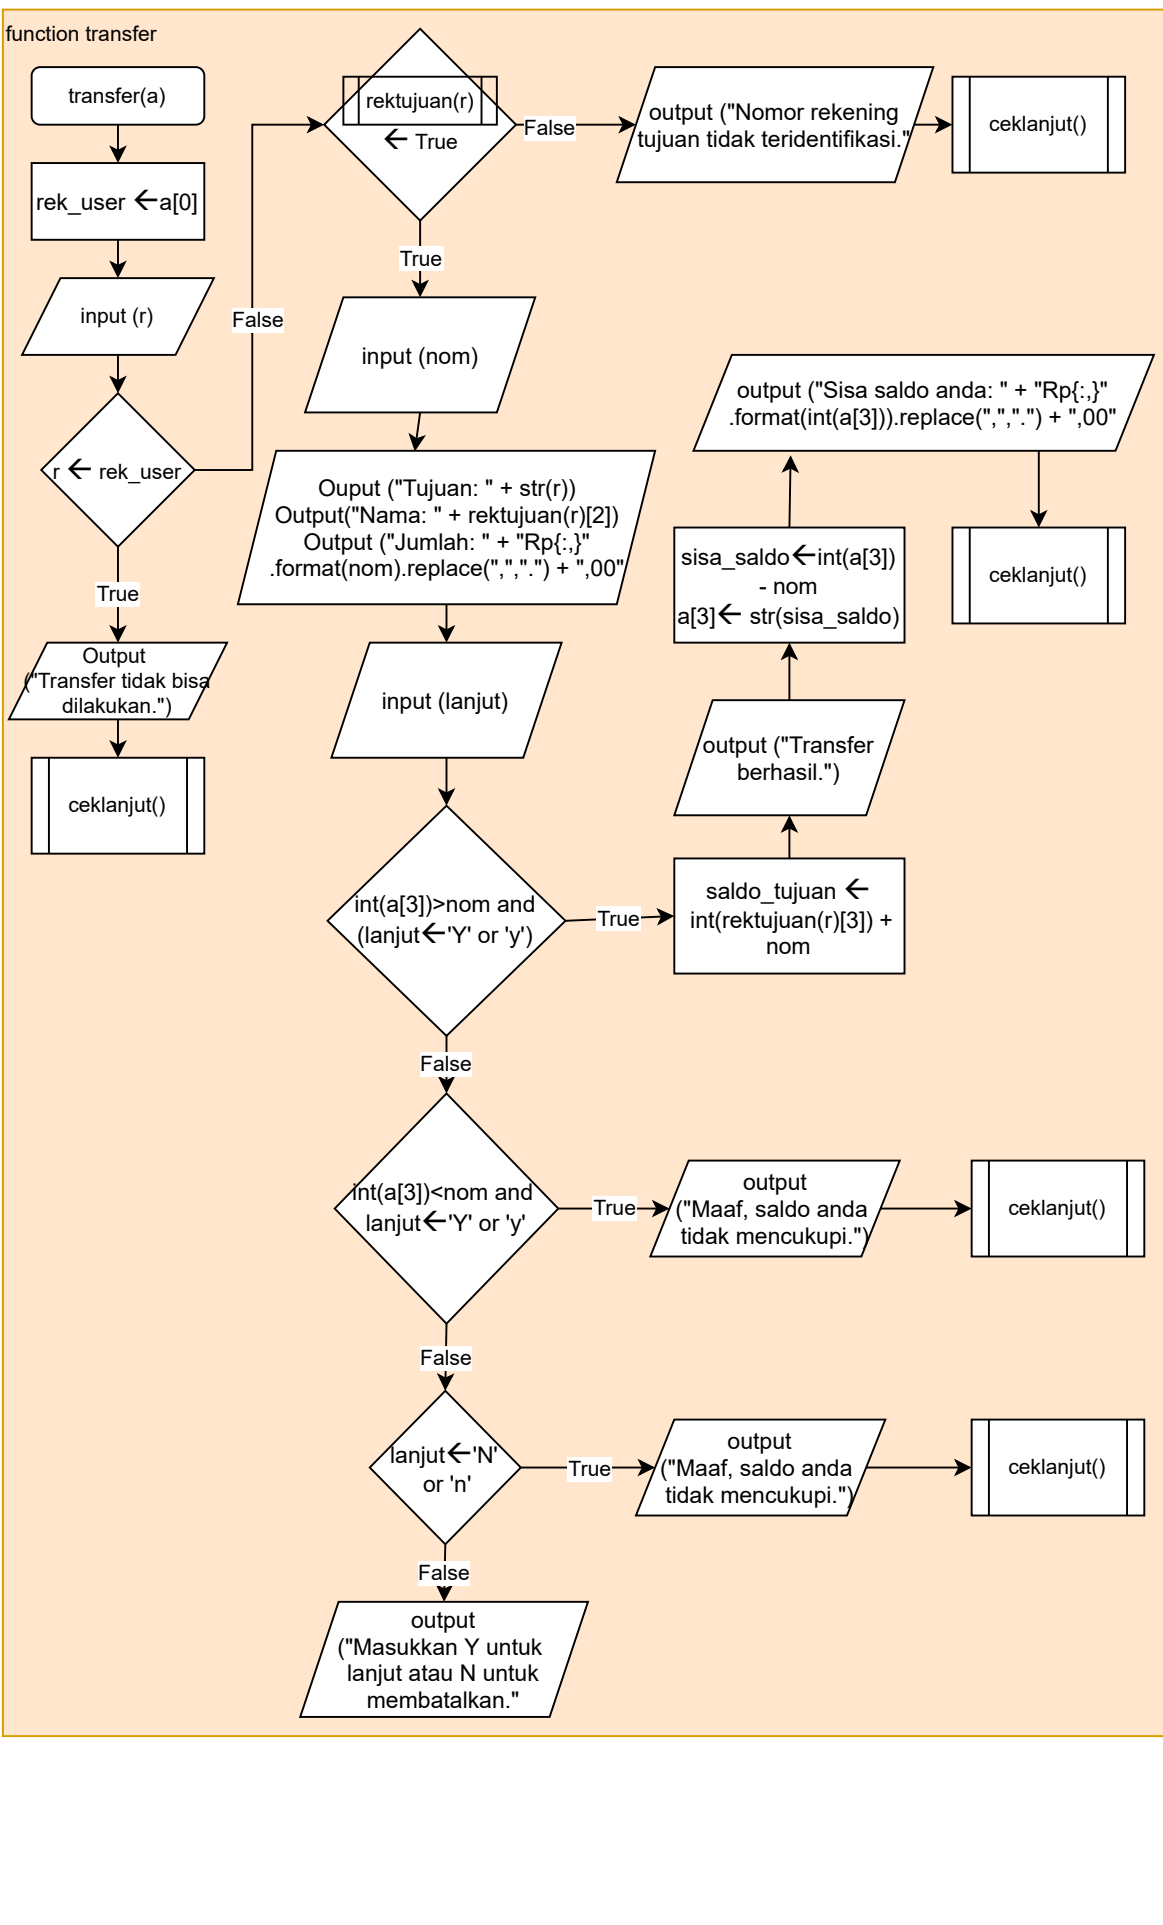 function transfer
transfer(a)
rek_user ←a[0]
input (r)
r ← rek_user
True
Output
("Transfer tidak bisa
dilakukan.")
ceklanjut()
False
rektujuan(r)
← True
False
output ("Nomor rekening
tujuan tidak teridentifikasi."
ceklanjut()
True
input (nom)
Ouput ("Tujuan: " + str(r))
Output("Nama: " + rektujuan(r)[2])
Output ("Jumlah: " + "Rp{:,}"
.format(nom).replace(",",".") + ",00"
input (lanjut)
int(a[3])>nom and
(lanjut←'Y' or 'y')
True
saldo_tujuan ←
int(rektujuan(r)[3]) +
nom
output ("Transfer
berhasil.")
sisa_saldo←int(a[3])
- nom
a[3]← str(sisa_saldo)
output ("Sisa saldo anda: " + "Rp{:,}"
.format(int(a[3])).replace(",",".") + ",00"
ceklanjut()
False
int(a[3])<nom and
lanjut←'Y' or 'y'
True
output
("Maaf, saldo anda
tidak mencukupi.")
ceklanjut()
False
lanjut←'N'
or 'n'
True
output
("Maaf, saldo anda
tidak mencukupi.")
ceklanjut()
False
output
("Masukkan Y untuk
lanjut atau N untuk
membatalkan."